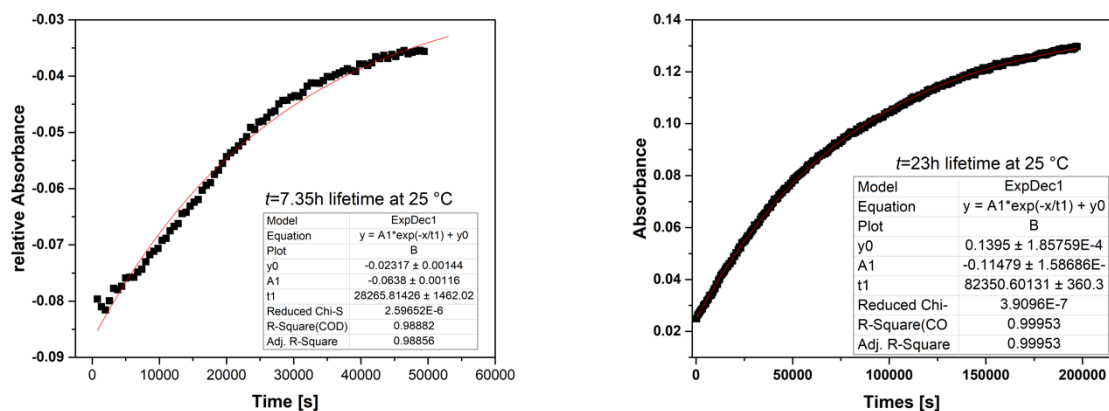 -0.03
-0.04
-0.05
-0.06
-0.07
-0.08
-0.09
relative Absorbance
0 10000 20000 30000 40000 50000 60000
Time [s]
t=7.35h lifetime at 25 °C
Model ExpDec1
Equation y = A1*exp(-x/t1) + y0
Plot B
y0 -0.02317 ± 0.00144
A1 -0.0638 ± 0.00116
t1 28265.81426 ± 1462.02
Reduced Chi-S 2.59652E-6
R-Square(COD) 0.98882
Adj. R-Square 0.98856
0.14
0.12
0.10
0.08
0.06
0.04
0.02
Absorbance
0 50000 100000 150000 200000
Times [s]
t=23h lifetime at 25 °C
Model ExpDec1
Equation y = A1*exp(-x/t1) + y0
Plot B
y0 0.1395 ± 1.85759E-4
A1 -0.11479 ± 1.58686E-
t1 82350.60131 ± 360.3
Reduced Chi- 3.9096E-7
R-Square(CO 0.99953
Adj. R-Square 0.99953